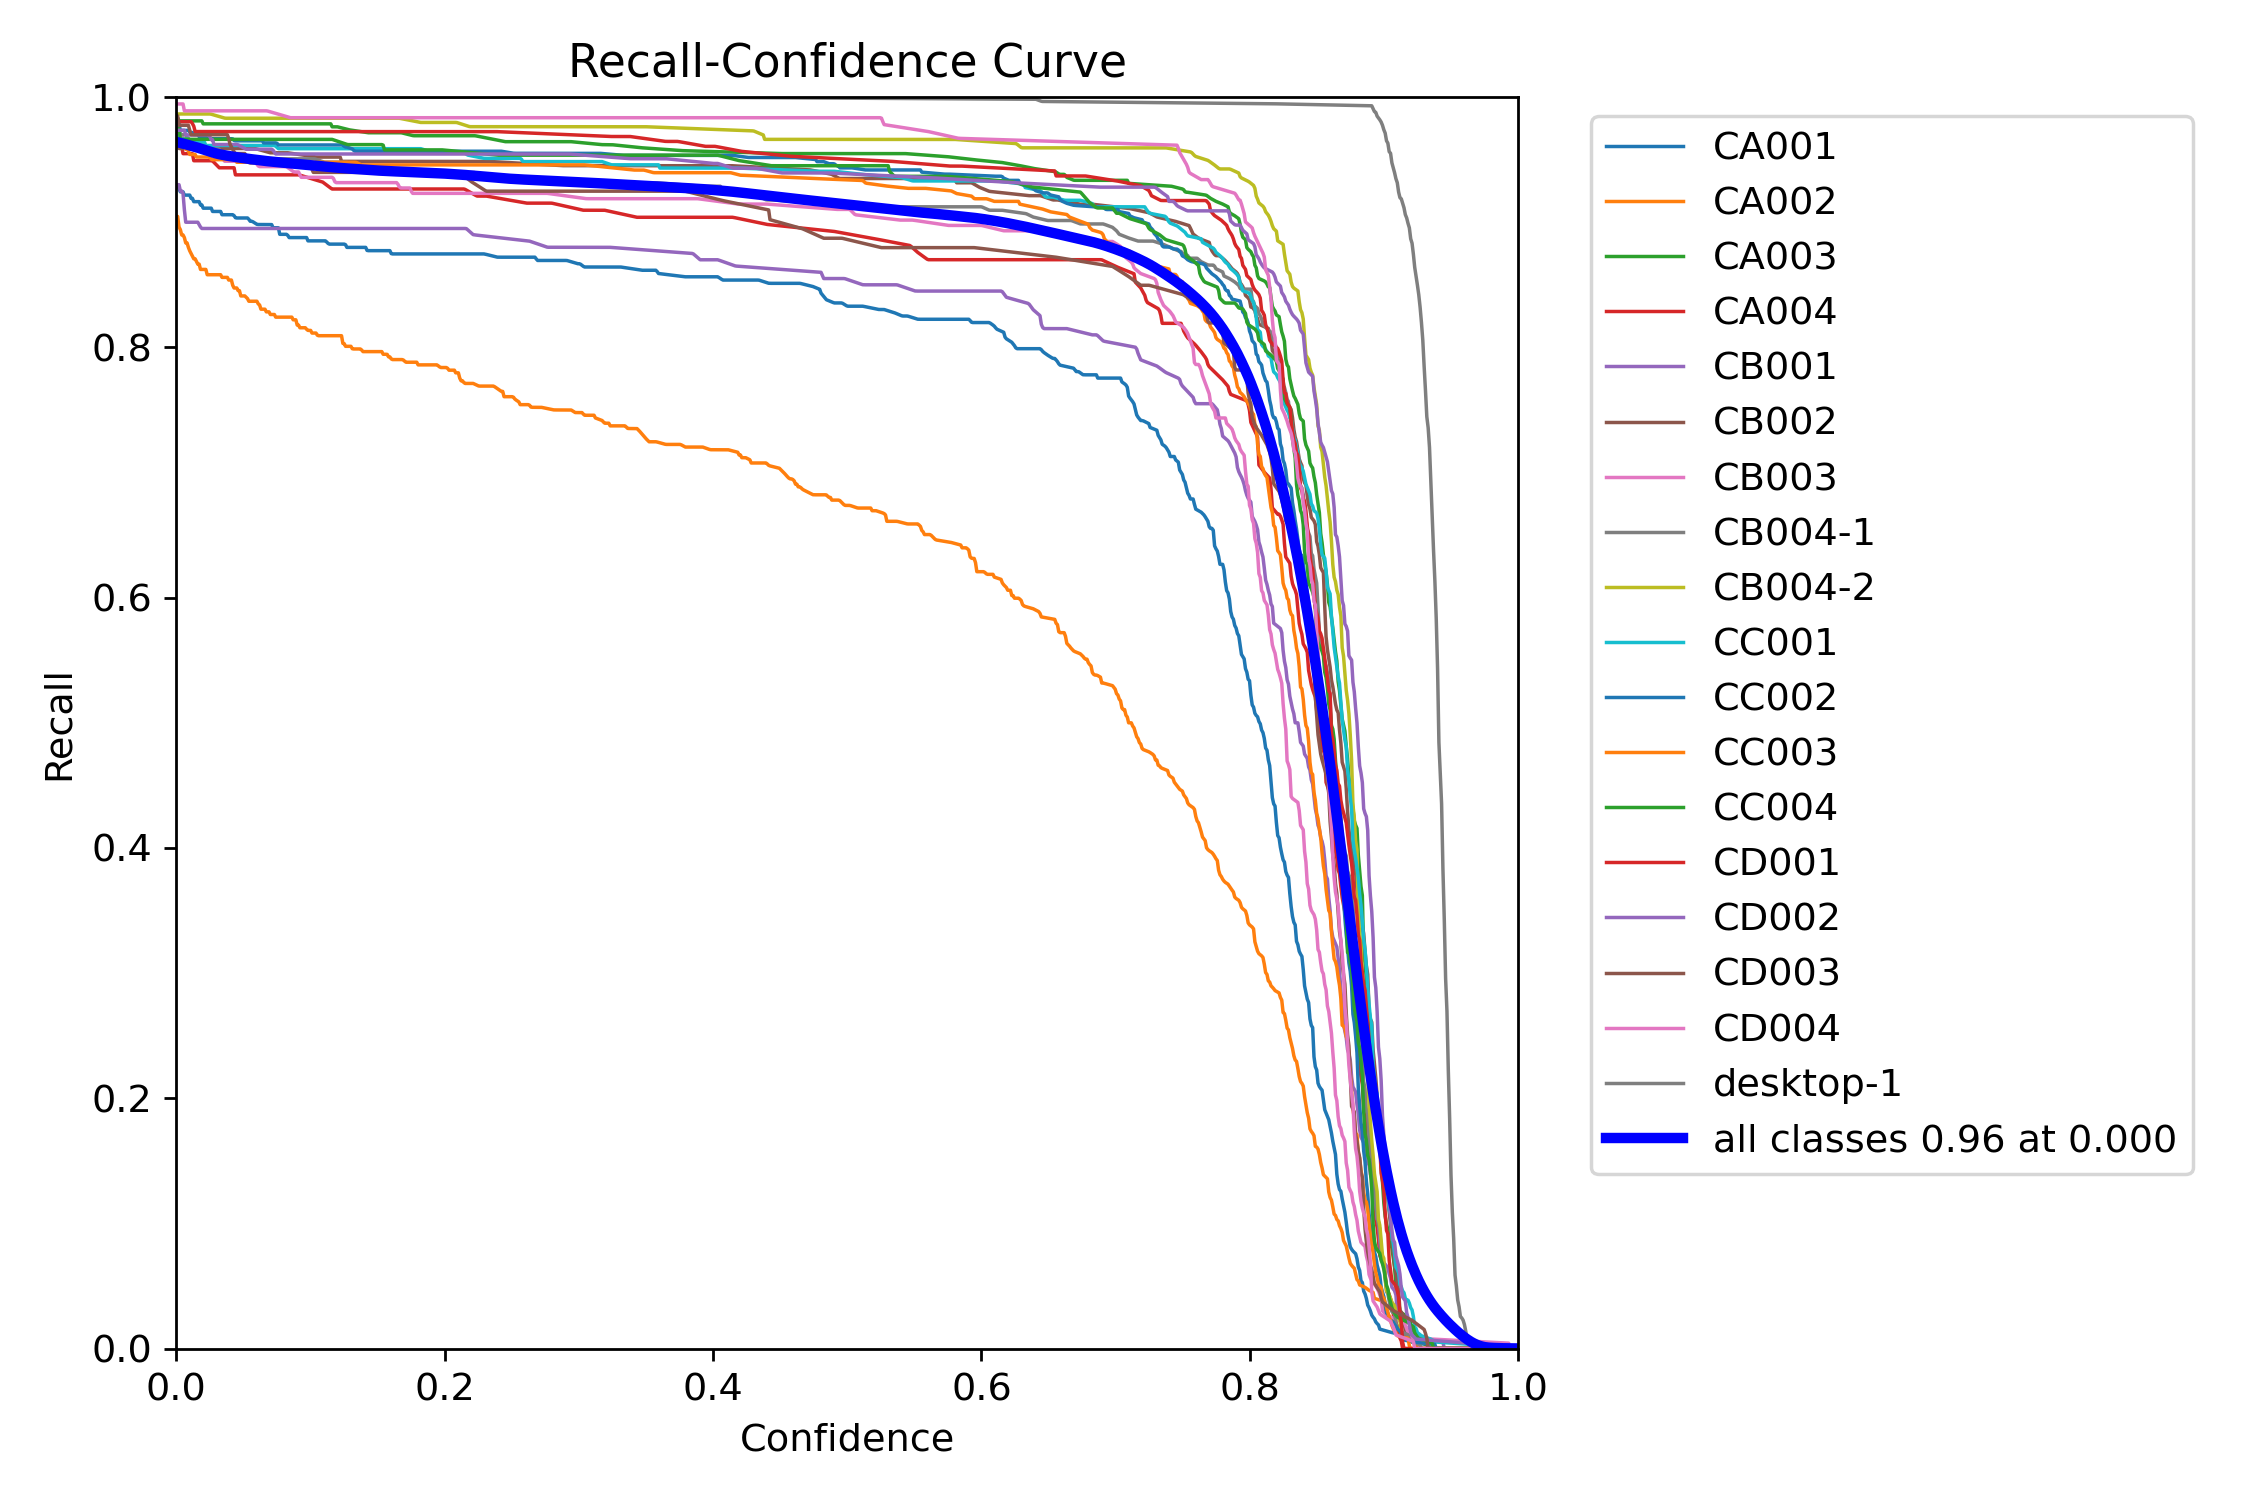 Recall-Confidence Curve
1.0
0.8
0.6
0.4
0.2
0.0
Recall
0.0 0.2 0.4 0.6 0.8 1.0
Confidence
CA001
CA002
CA003
CA004
CB001
CB002
CB003
CB004-1
CB004-2
CC001
CC002
CC003
CC004
CD001
CD002
CD003
CD004
desktop-1
all classes 0.96 at 0.000